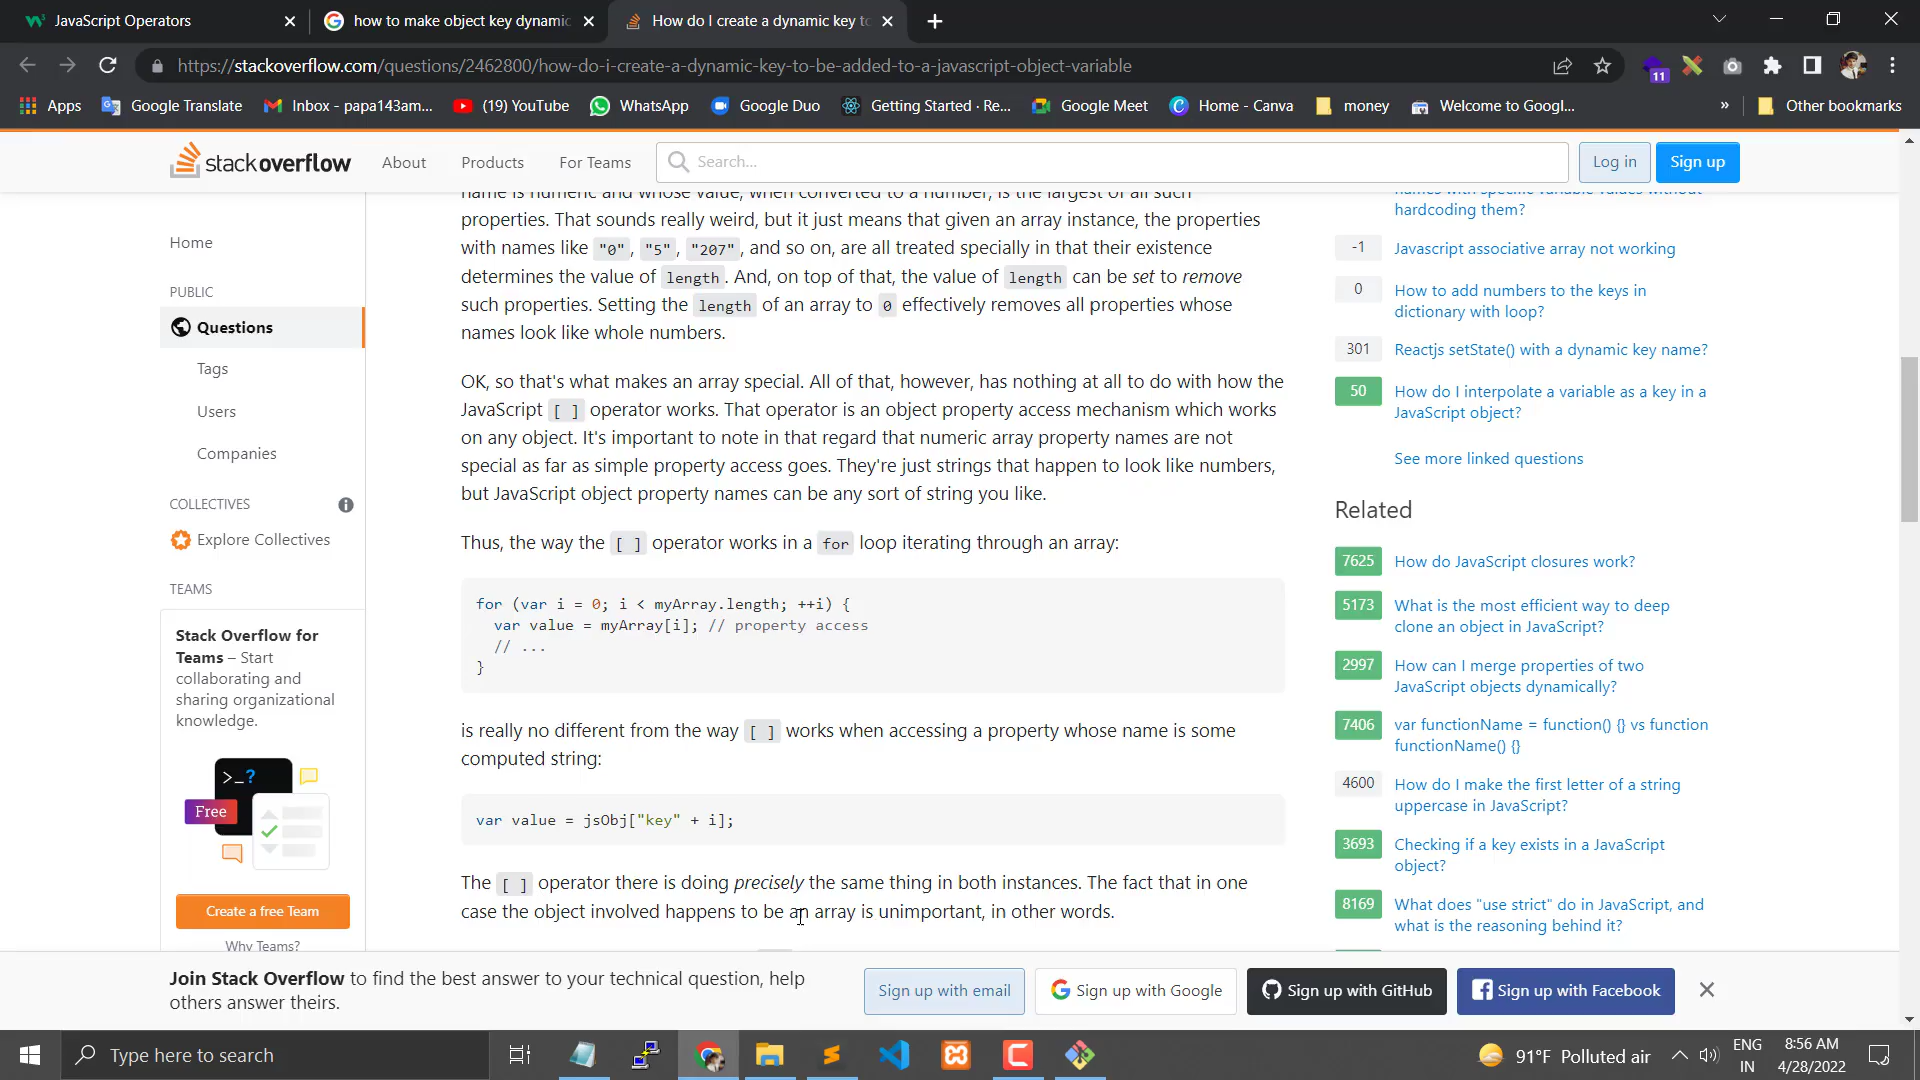 JavaScript Operators
how to make object key dynamic
How do I create a dynamic key to
https://stackoverflow.com/questions/2462800/how-do-i-create-a-dynamic-key-to-be-added-to-a-javascript-object-variable
11
Apps
Google Translate
Inbox - papa143am...
(19) YouTube
WhatsApp
Google Duo
Getting Started · Re...
Google Meet
Home - Canva
money
Welcome to Googl...
»
Other bookmarks
stackoverflow
About
Products
For Teams
Search...
Log in
Sign up
Home
PUBLIC
Questions
Tags
Users
Companies
COLLECTIVES
Explore Collectives
TEAMS
Stack Overflow for
Teams – Start
collaborating and
sharing organizational
knowledge.
>_?
Free
Create a free Team
Why Teams?
name is numeric and whose value, when converted to a number, is the largest of all such
properties. That sounds really weird, but it just means that given an array instance, the properties
with names like "0", "5", "207", and so on, are all treated specially in that their existence
determines the value of length. And, on top of that, the value of length can be set to remove
such properties. Setting the length of an array to 0 effectively removes all properties whose
names look like whole numbers.
OK, so that's what makes an array special. All of that, however, has nothing at all to do with how the
JavaScript [ ] operator works. That operator is an object property access mechanism which works
on any object. It's important to note in that regard that numeric array property names are not
special as far as simple property access goes. They're just strings that happen to look like numbers,
but JavaScript object property names can be any sort of string you like.
Thus, the way the [ ] operator works in a for loop iterating through an array:
for (var i = 0; i < myArray.length; ++i) {
var value = myArray[i]; // property access
// ...
}
is really no different from the way [ ] works when accessing a property whose name is some
computed string:
var value = jsObj["key" + i];
The [ ] operator there is doing precisely the same thing in both instances. The fact that in one
case the object involved happens to be an array is unimportant, in other words.
names with specific variable values without
hardcoding them?
-1 Javascript associative array not working
0 How to add numbers to the keys in
dictionary with loop?
301 Reactjs setState() with a dynamic key name?
50 How do I interpolate a variable as a key in a
JavaScript object?
See more linked questions
Related
7625 How do JavaScript closures work?
5173 What is the most efficient way to deep
clone an object in JavaScript?
2997 How can I merge properties of two
JavaScript objects dynamically?
7406 var functionName = function() {} vs function
functionName() {}
4600 How do I make the first letter of a string
uppercase in JavaScript?
3693 Checking if a key exists in a JavaScript
object?
8169 What does "use strict" do in JavaScript, and
what is the reasoning behind it?
Join Stack Overflow to find the best answer to your technical question, help
others answer theirs.
Sign up with email
Sign up with Google
Sign up with GitHub
Sign up with Facebook
Type here to search
91°F Polluted air
ENG
IN
8:56 AM
4/28/2022